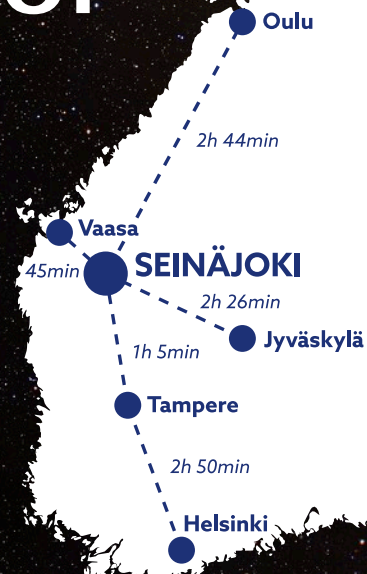 Oulu
2h 44min
Vaasa
45min
SEINÄJOKI
2h 26min
Jyväskylä
1h 5min
Tampere
2h 50min
Helsinki